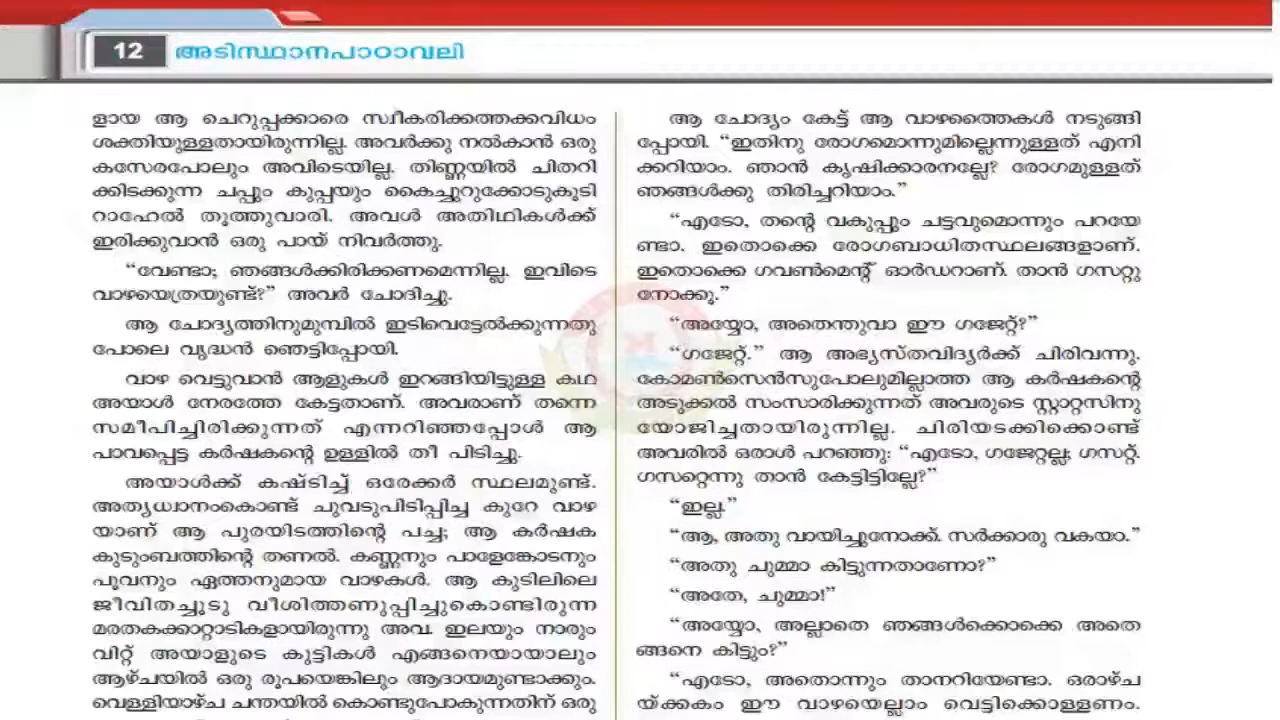 12 അടിസ്ഥാനപാഠാവലി
ളായ ആ ചെറുപ്പക്കാരെ സ്വീകരിക്കത്തക്കവിധം
ശക്തിയുള്ളതായിരുന്നില്ല. അവർക്കു നൽകാൻ ഒരു
കസേരപോലും അവിടെയില്ല. തിണ്ണയിൽ ചിതറി
ക്കിടക്കുന്ന ചപ്പും കുപ്പയും കൈച്ചുറുക്കോടുകൂടി
റാഹേൽ തൂത്തുവാരി. അവൾ അതിഥികൾക്ക്
ഇരിക്കുവാൻ ഒരു പായ് നിവർത്തു.
“വേണ്ടാ; ഞങ്ങൾക്കിരിക്കണമെന്നില്ല. ഇവിടെ
വാഴയെത്രയുണ്ട്?” അവർ ചോദിച്ചു.
ആ ചോദ്യത്തിനുമുമ്പിൽ ഇടിവെട്ടേൽക്കുന്നതു
പോലെ വൃദ്ധൻ ഞെട്ടിപ്പോയി.
വാഴ വെട്ടുവാൻ ആളുകൾ ഇറങ്ങിയിട്ടുള്ള കഥ
അയാൾ നേരത്തേ കേട്ടതാണ്. അവരാണ് തന്നെ
സമീപിച്ചിരിക്കുന്നത് എന്നറിഞ്ഞപ്പോൾ ആ
പാവപ്പെട്ട കർഷകന്റെ ഉള്ളിൽ തീ പിടിച്ചു.
അയാൾക്ക് കഷ്ടിച്ച് ഒരേക്കർ സ്ഥലമുണ്ട്.
അത്യധ്വാനംകൊണ്ട് ചുവടുപിടിപ്പിച്ച കുറേ വാഴ
യാണ് ആ പുരയിടത്തിന്റെ പച്ച; ആ കർഷക
കുടുംബത്തിന്റെ തണൽ. കണ്ണനും പാളേങ്കോടനും
പൂവനും ഏത്തനുമായ വാഴകൾ. ആ കുടിലിലെ
ജീവിതച്ചൂടു വീശിത്തണുപ്പിച്ചുകൊണ്ടിരുന്ന
മരതകക്കാറ്റാടികളായിരുന്നു അവ. ഇലയും നാരും
വിറ്റ് അയാളുടെ കുട്ടികൾ എങ്ങനെയായാലും
ആഴ്ചയിൽ ഒരു രൂപയെങ്കിലും ആദായമുണ്ടാക്കും.
വെള്ളിയാഴ്ച ചന്തയിൽ കൊണ്ടുപോകുന്നതിന് ഒരു
ആ ചോദ്യം കേട്ട് ആ വാഴത്തൈകൾ നടുങ്ങി
പ്പോയി. “ഇതിനു രോഗമൊന്നുമില്ലെന്നുള്ളത് എനി
ക്കറിയാം. ഞാൻ കൃഷിക്കാരനല്ലേ? രോഗമുള്ളത്
ഞങ്ങൾക്കു തിരിച്ചറിയാം.”
“എടോ, തന്റെ വകുപ്പും ചട്ടവുമൊന്നും പറയേ
ണ്ടാ. ഇതൊക്കെ രോഗബാധിതസ്ഥലങ്ങളാണ്.
ഇതൊക്കെ ഗവൺമെന്റ് ഓർഡറാണ്. താൻ ഗസറ്റു
നോക്കൂ.”
“അയ്യോ, അതെന്തുവാ ഈ ഗജേറ്റ്?”
“ഗജേറ്റ്.” ആ അഭ്യസ്തവിദ്യർക്ക് ചിരിവന്നു.
കോമൺസെൻസുപോലുമില്ലാത്ത ആ കർഷകന്റെ
അടുക്കൽ സംസാരിക്കുന്നത് അവരുടെ സ്റ്റാറ്റസിനു
യോജിച്ചതായിരുന്നില്ല. ചിരിയടക്കിക്കൊണ്ട്
അവരിൽ ഒരാൾ പറഞ്ഞു: “എടോ, ഗജേറ്റല്ല; ഗസറ്റ്.
ഗസറ്റെന്നു താൻ കേട്ടിട്ടില്ലേ?”
“ഇല്ല.”
“ആ, അതു വായിച്ചുനോക്ക്. സർക്കാരു വകയാ.”
“അതു ചുമ്മാ കിട്ടുന്നതാണോ?”
“അതേ, ചുമ്മാ!”
“അയ്യോ, അല്ലാതെ ഞങ്ങൾക്കൊക്കെ അതെ
ങ്ങനെ കിട്ടും?”
“എടോ, അതൊന്നും താനറിയേണ്ടാ. ഒരാഴ്ച
യ്ക്കകം ഈ വാഴയെല്ലാം വെട്ടിക്കൊള്ളണം.